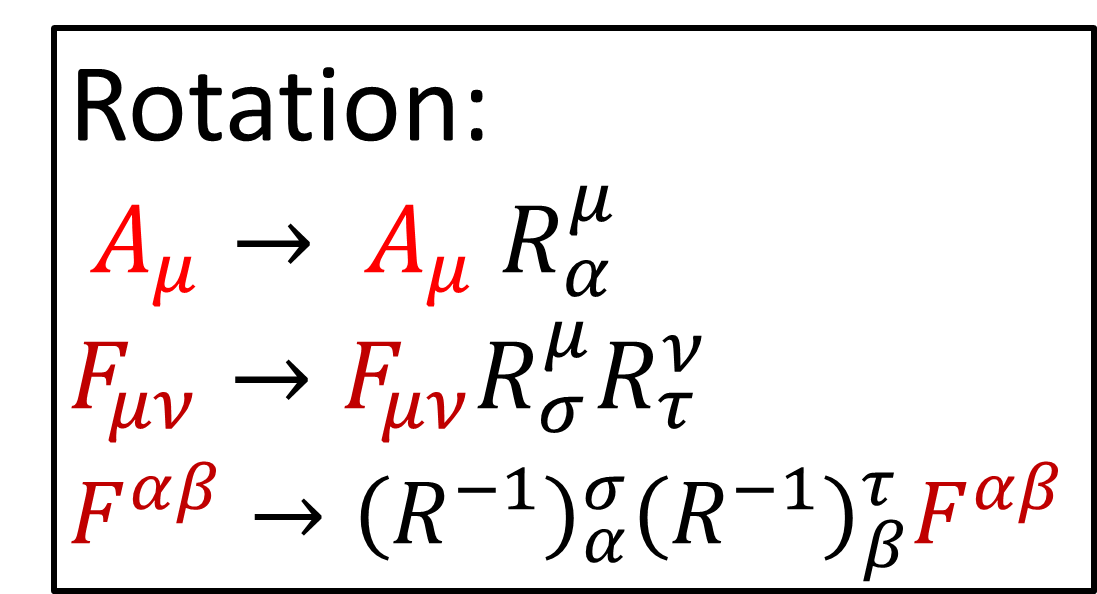 Rotation:
A_μ → A_μ R^μ_α
F_μν → F_μν R^μ_σ R^ν_τ
F^αβ → (R^−1)^σ_α (R^−1)^τ_β F^αβ